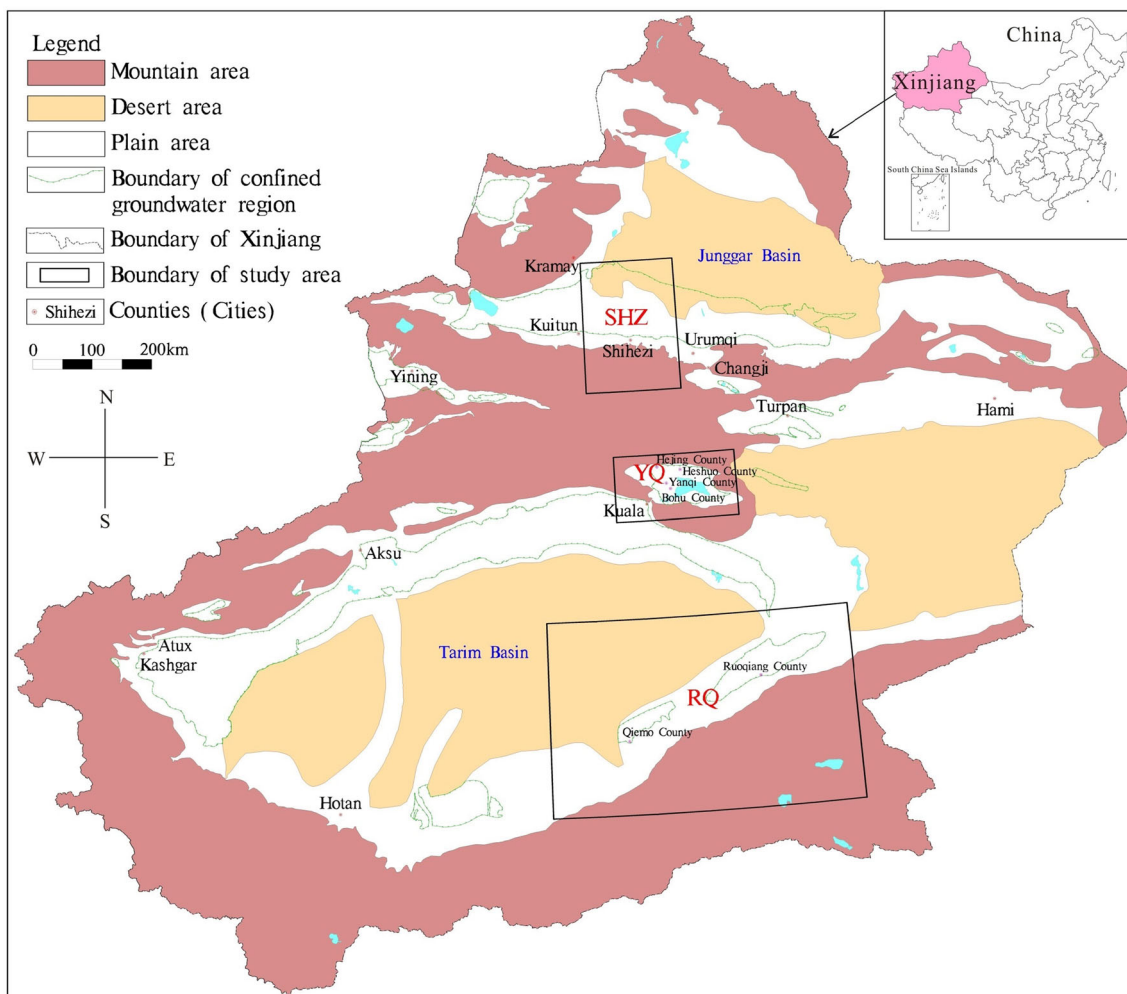 Legend
Mountain area
Desert area
Plain area
Boundary of confined
groundwater region
Boundary of Xinjiang
Boundary of study area
Shihezi
Counties (Cities)
0 100 200km
N
W E
S
China
Xinjiang
South China Sea Islands
Junggar Basin
Kramay
SHZ
Kuitun
Shihezi
Urumqi
Changji
Yining
Turpan
Hami
Hejing County
YQ
Heshuo County
Yanqi County
Bohu County
Kuala
Aksu
Atux
Kashgar
Tarim Basin
Ruoqiang County
RQ
Qiemo County
Hotan